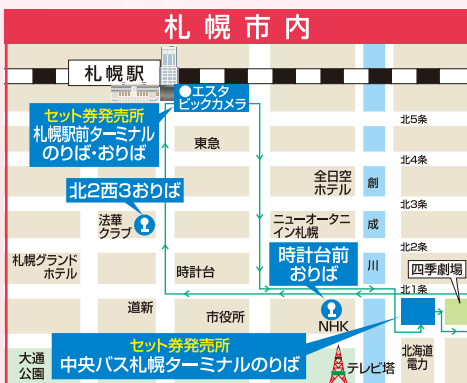 札幌市内
札幌駅
●エスタ
ビックカメラ
セット券発売所
札幌駅前ターミナル
のりば・おりば
東急
北5条
北4条
全日空
ホテル
創
北2西3おりば
北3条
法華
クラブ
ニューオータニ
イン札幌
成
北2条
札幌グランド
ホテル
時計台
時計台前
おりば
川
四季劇場
北1条
道新
市役所
NHK
セット券発売所
中央バス札幌ターミナルのりば
大通
公園
テレビ塔
北海道
電力